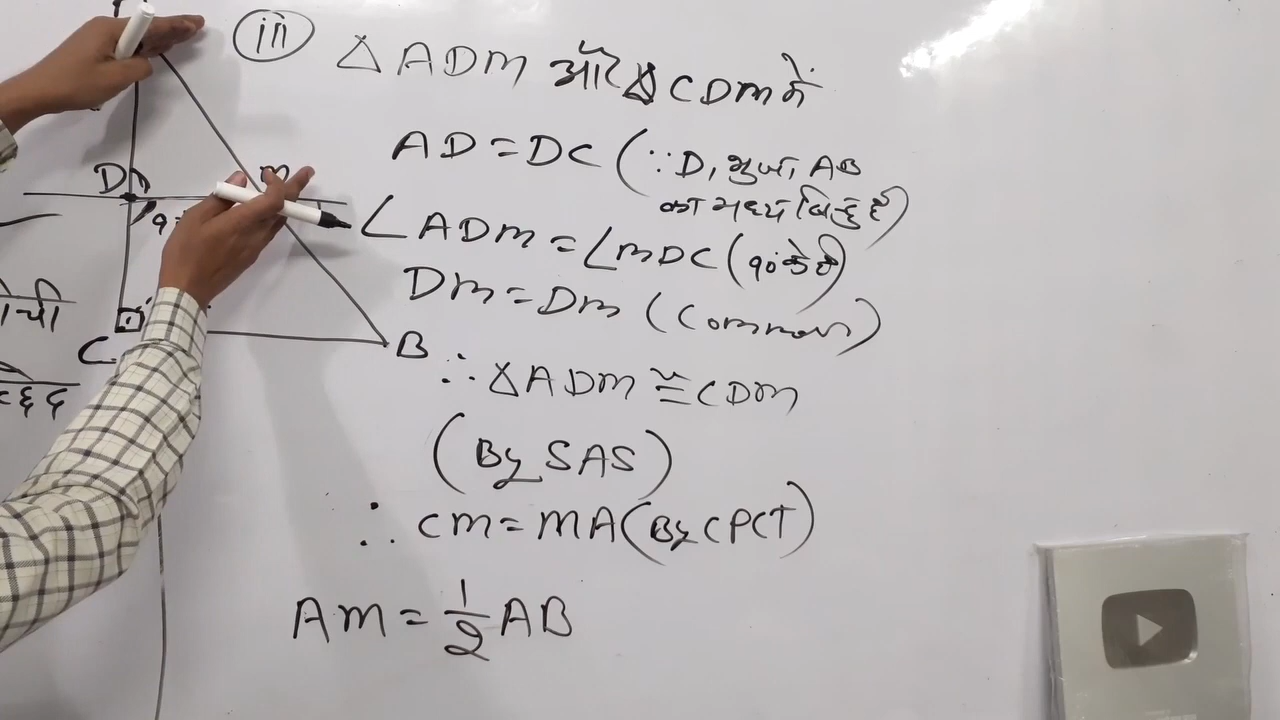 iii
△ADM और △CDM में
AD = DC (∵ D, भुजा, AB
का मध्य बिन्दु है)
D
M
∠ADM = ∠MDC (90° के है)
DM = DM (Common)
C
B
∴ △ADM ≅ CDM
(By SAS)
∴ CM = MA (By CPCT)
AM = 1/2 AB